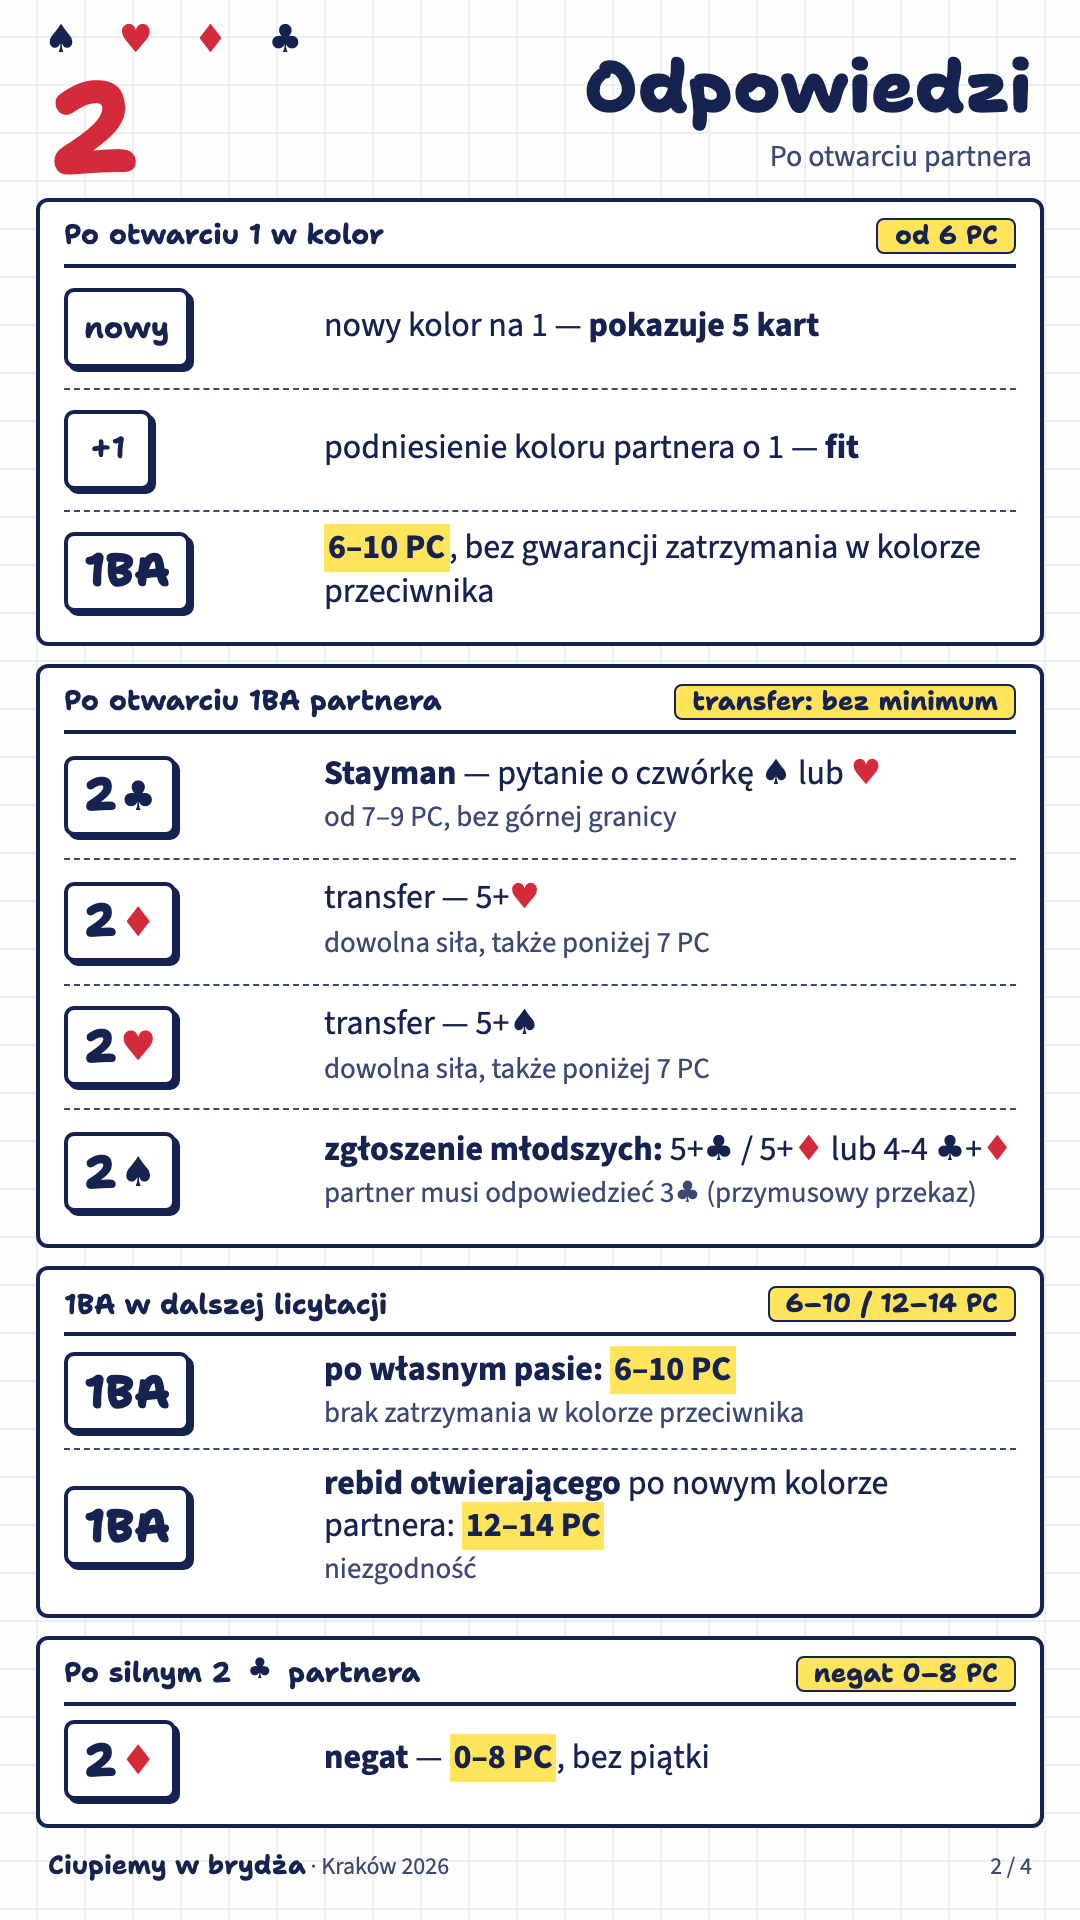 ♠ ♥ ♦ ♣
2
Odpowiedzi
Po otwarciu partnera
Po otwarciu 1 w kolor
od 6 PC
nowy
nowy kolor na 1 — pokazuje 5 kart
+1
podniesienie koloru partnera o 1 — fit
1BA
6–10 PC, bez gwarancji zatrzymania w kolorze
przeciwnika
Po otwarciu 1BA partnera
transfer: bez minimum
2♣
Stayman — pytanie o czwórkę ♠ lub ♥
od 7–9 PC, bez górnej granicy
2♦
transfer — 5+♥
dowolna siła, także poniżej 7 PC
2♥
transfer — 5+♠
dowolna siła, także poniżej 7 PC
2♠
zgłoszenie młodszych: 5+♣ / 5+♦ lub 4-4 ♣+♦
partner musi odpowiedzieć 3♣ (przymusowy przekaz)
1BA w dalszej licytacji
6–10 / 12–14 PC
1BA
po własnym pasie: 6–10 PC
brak zatrzymania w kolorze przeciwnika
1BA
rebid otwierającego po nowym kolorze
partnera: 12–14 PC
niezgodność
Po silnym 2 ♣ partnera
negat 0–8 PC
2♦
negat — 0–8 PC, bez piątki
Ciupiemy w brydża · Kraków 2026
2 / 4